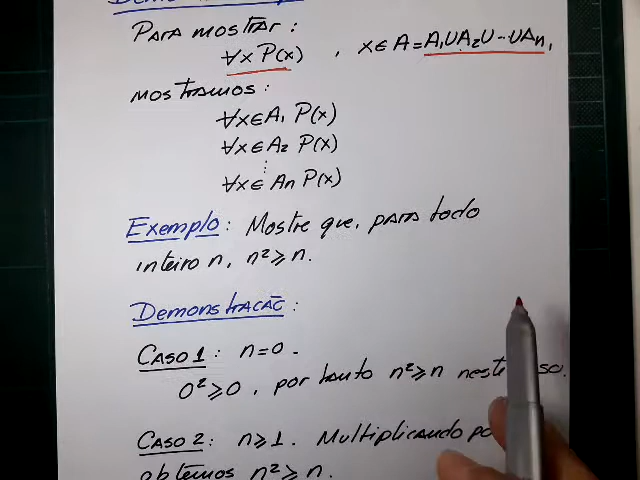 Para mostrar:
∀x P(x) , x∈A = A₁∪A₂∪--∪Aₙ,
mostramos:
∀x∈A₁ P(x)
∀x∈A₂ P(x)
⋮
∀x∈Aₙ P(x)
Exemplo: Mostre que, para todo
inteiro n, n²⩾n.
Demonstração:
Caso 1: n=0.
0²⩾0, por tanto n²⩾n neste
Caso 2: n⩾1. Multiplicando
obtemos n²⩾n.